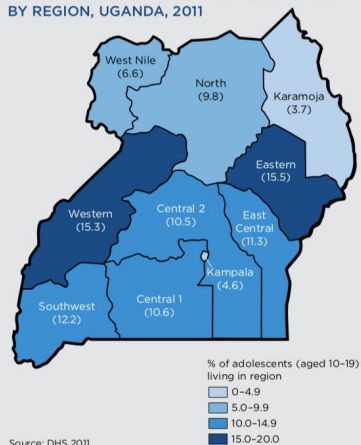 BY REGION, UGANDA, 2011
West Nile
(6.6)
North
(9.8)
Karamoja
(3.7)
Eastern
(15.5)
Western
(15.3)
Central 2
(10.5)
East
Central
(11.3)
Kampala
(4.6)
Southwest
(12.2)
Central 1
(10.6)
% of adolescents (aged 10–19)
living in region
0–4.9
5.0–9.9
10.0–14.9
15.0–20.0
Source: DHS 2011